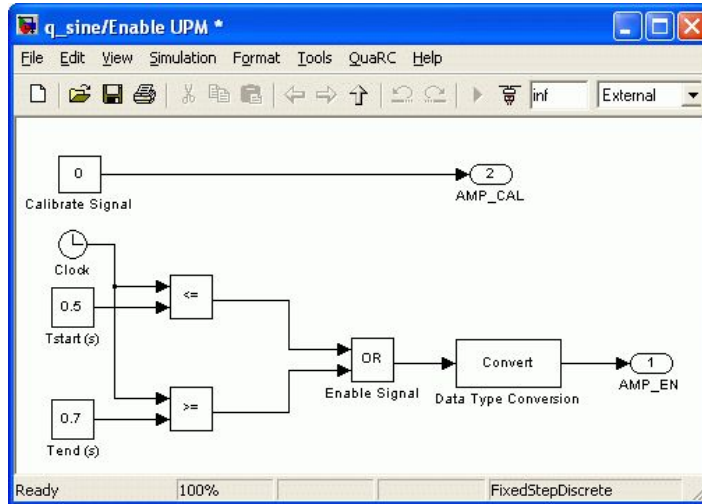 q_sine/Enable UPM *
File Edit View Simulation Format Tools QuaRC Help
inf External
0
Calibrate Signal
2
AMP_CAL
Clock
<=
0.5
Tstart (s)
OR
Enable Signal
Convert
Data Type Conversion
1
AMP_EN
>=
0.7
Tend (s)
Ready 100% FixedStepDiscrete